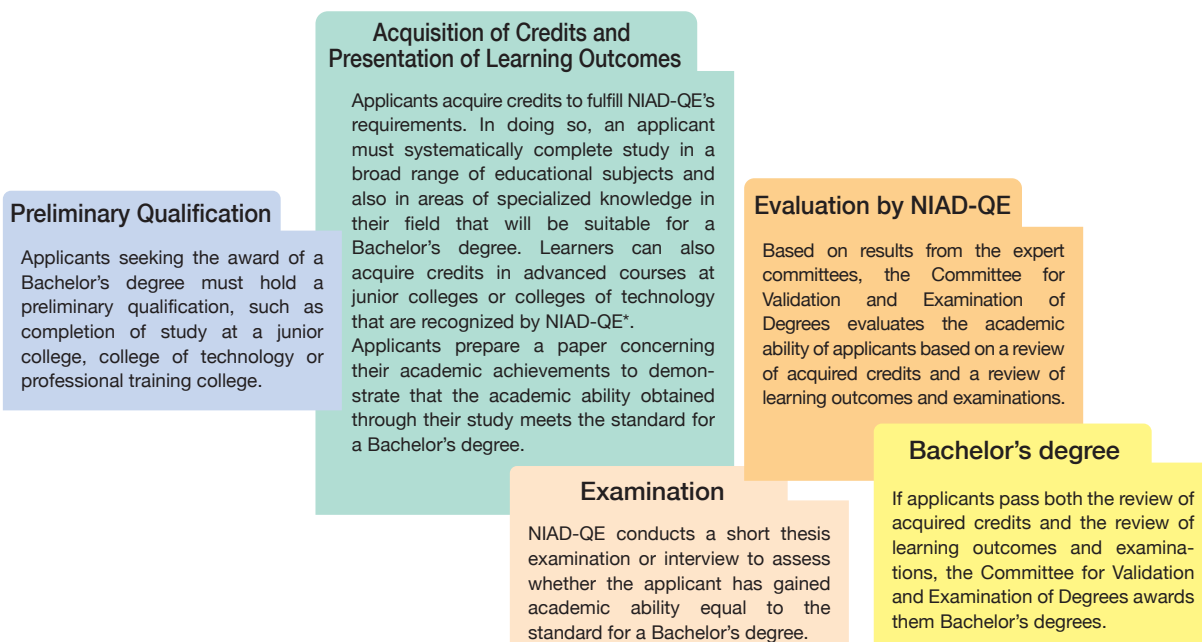 Preliminary Qualification
Applicants seeking the award of a
Bachelor's degree must hold a
preliminary qualification, such as
completion of study at a junior
college, college of technology or
professional training college.
Acquisition of Credits and
Presentation of Learning Outcomes
Applicants acquire credits to fulfill NIAD-QE's
requirements. In doing so, an applicant
must systematically complete study in a
broad range of educational subjects and
also in areas of specialized knowledge in
their field that will be suitable for a
Bachelor's degree. Learners can also
acquire credits in advanced courses at
junior colleges or colleges of technology
that are recognized by NIAD-QE*.
Applicants prepare a paper concerning
their academic achievements to demon-
strate that the academic ability obtained
through their study meets the standard for
a Bachelor's degree.
Examination
NIAD-QE conducts a short thesis
examination or interview to assess
whether the applicant has gained
academic ability equal to the
standard for a Bachelor's degree.
Evaluation by NIAD-QE
Based on results from the expert
committees, the Committee for
Validation and Examination of
Degrees evaluates the academic
ability of applicants based on a review
of acquired credits and a review of
learning outcomes and examinations.
Bachelor's degree
If applicants pass both the review of
acquired credits and the review of
learning outcomes and examina-
tions, the Committee for Validation
and Examination of Degrees awards
them Bachelor's degrees.